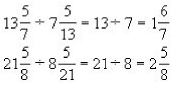 13 5/7 ÷ 7 5/13 = 13 ÷ 7 = 1 6/7
21 5/8 ÷ 8 5/21 = 21 ÷ 8 = 2 5/8